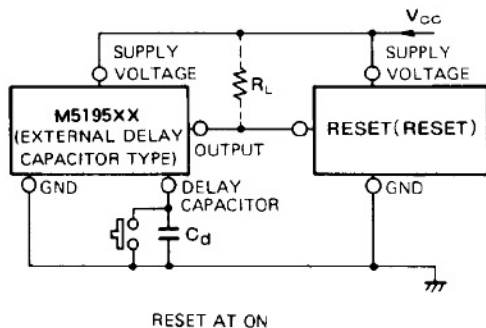 VCC
SUPPLY
VOLTAGE
SUPPLY
VOLTAGE
RL
M5195XX
(EXTERNAL DELAY
CAPACITOR TYPE)
OUTPUT
RESET(RESET)
GND
DELAY
CAPACITOR
GND
Cd
RESET AT ON